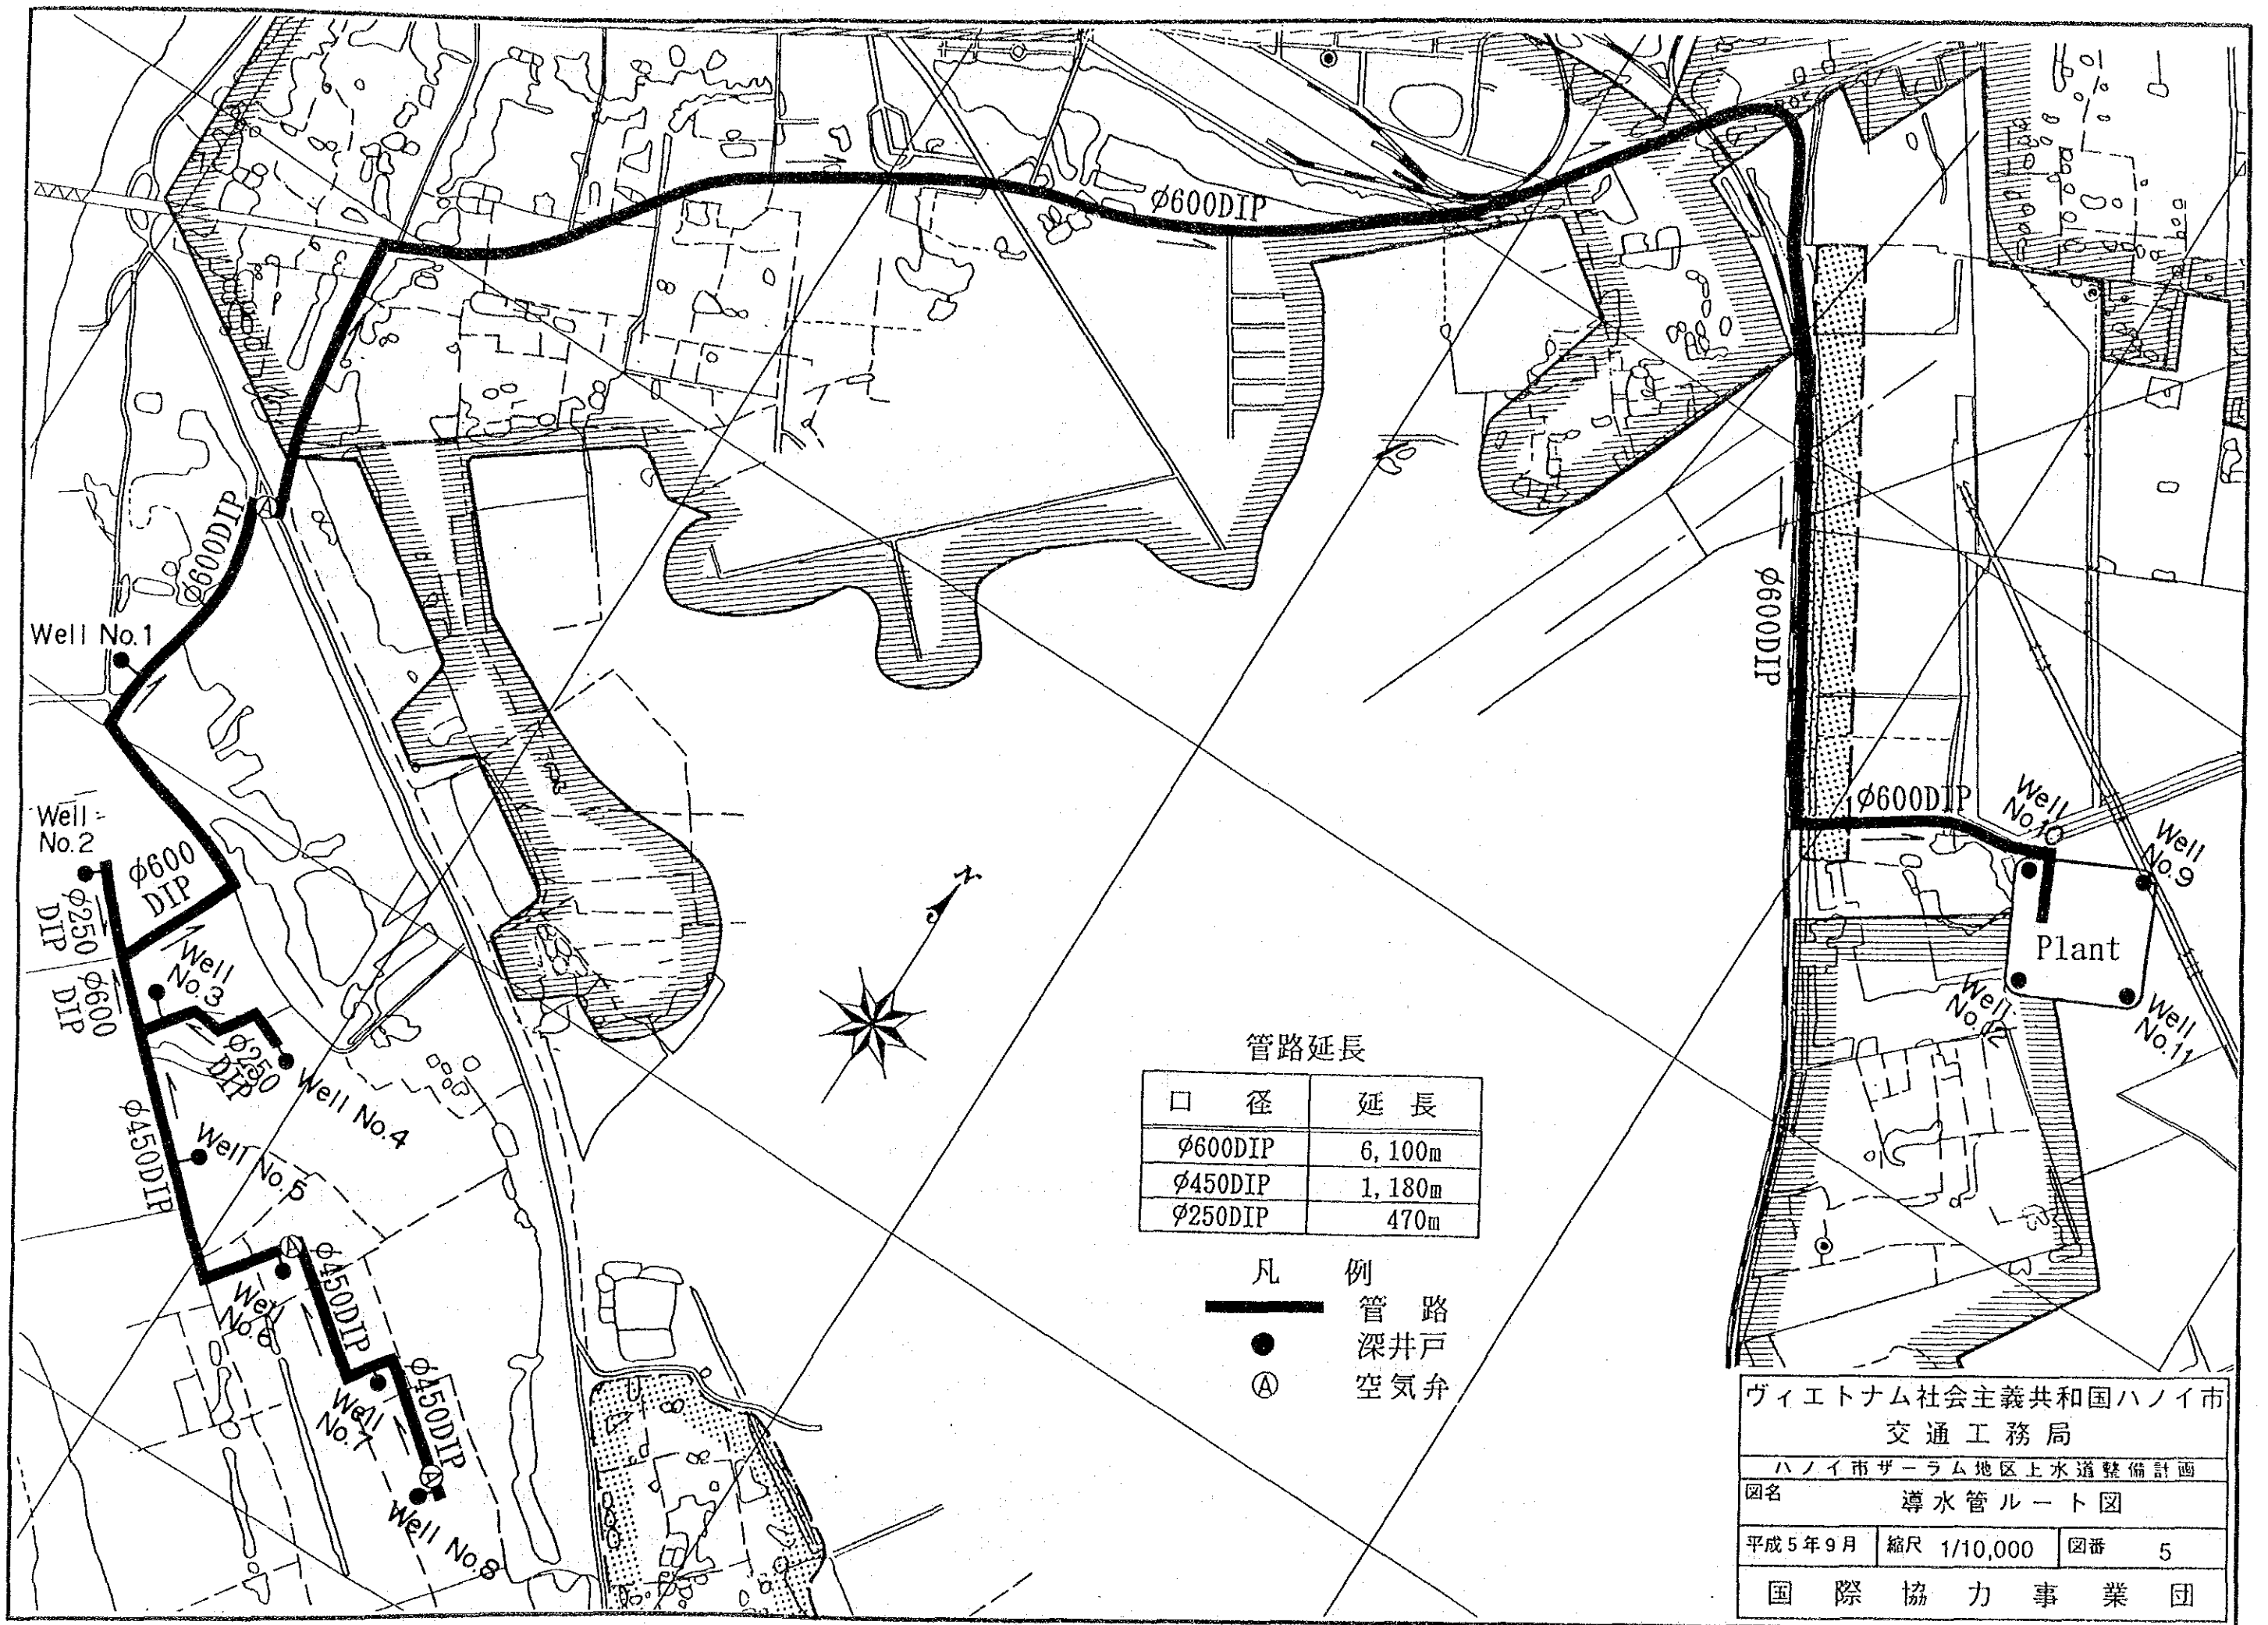 φ600DIP
φ600DIP
Well No.1
φ600DIP
Well
No.2
φ600
DIP
φ250
DIP
φ600
DIP
Well
No.3
φ250
DIP
Well No.4
φ450DIP
Well No.5
φ450DIP
Well
No.6
Well
No.7
φ450DIP
Well No.8
Ⓐ
Ⓐ
Ⓐ
N
φ600DIP
Well
No.10
Well
No.9
Plant
Well
No.12
Well
No.11
管路延長
口 径 延 長
φ600DIP 6,100m
φ450DIP 1,180m
φ250DIP 470m
凡 例
管 路
深井戸
Ⓐ 空気弁
ヴィエトナム社会主義共和国ハノイ市
交通工務局
ハノイ市ザーラム地区上水道整備計画
図名 導水管ルート図
平成5年9月 縮尺 1/10,000 図番 5
国際協力事業団